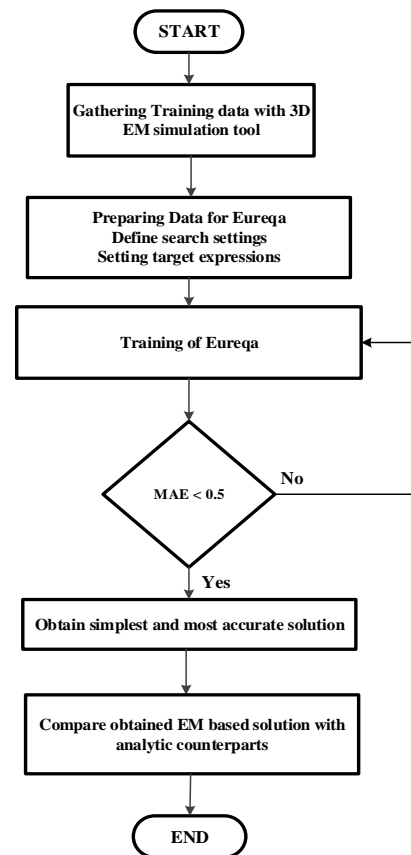 START
Gathering Training data with 3D
EM simulation tool
Preparing Data for Eureqa
Define search settings
Setting target expressions
Training of Eureqa
MAE < 0.5
No
Yes
Obtain simplest and most accurate solution
Compare obtained EM based solution with
analytic counterparts
END